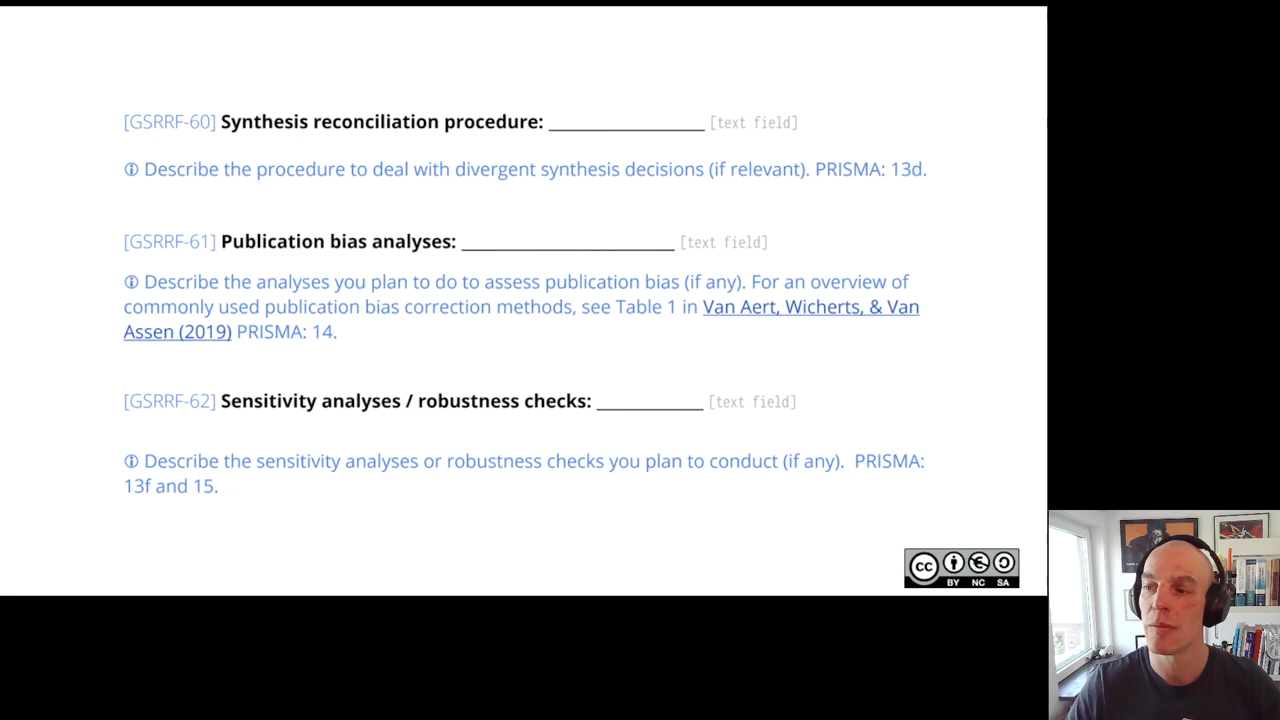 [GSRRF-60] Synthesis reconciliation procedure: ________________ [text field]
ⓘ Describe the procedure to deal with divergent synthesis decisions (if relevant). PRISMA: 13d.
[GSRRF-61] Publication bias analyses: ______________________ [text field]
ⓘ Describe the analyses you plan to do to assess publication bias (if any). For an overview of
commonly used publication bias correction methods, see Table 1 in Van Aert, Wicherts, & Van
Assen (2019) PRISMA: 14.
[GSRRF-62] Sensitivity analyses / robustness checks: ___________ [text field]
ⓘ Describe the sensitivity analyses or robustness checks you plan to conduct (if any).  PRISMA:
13f and 15.
cc
BY NC SA